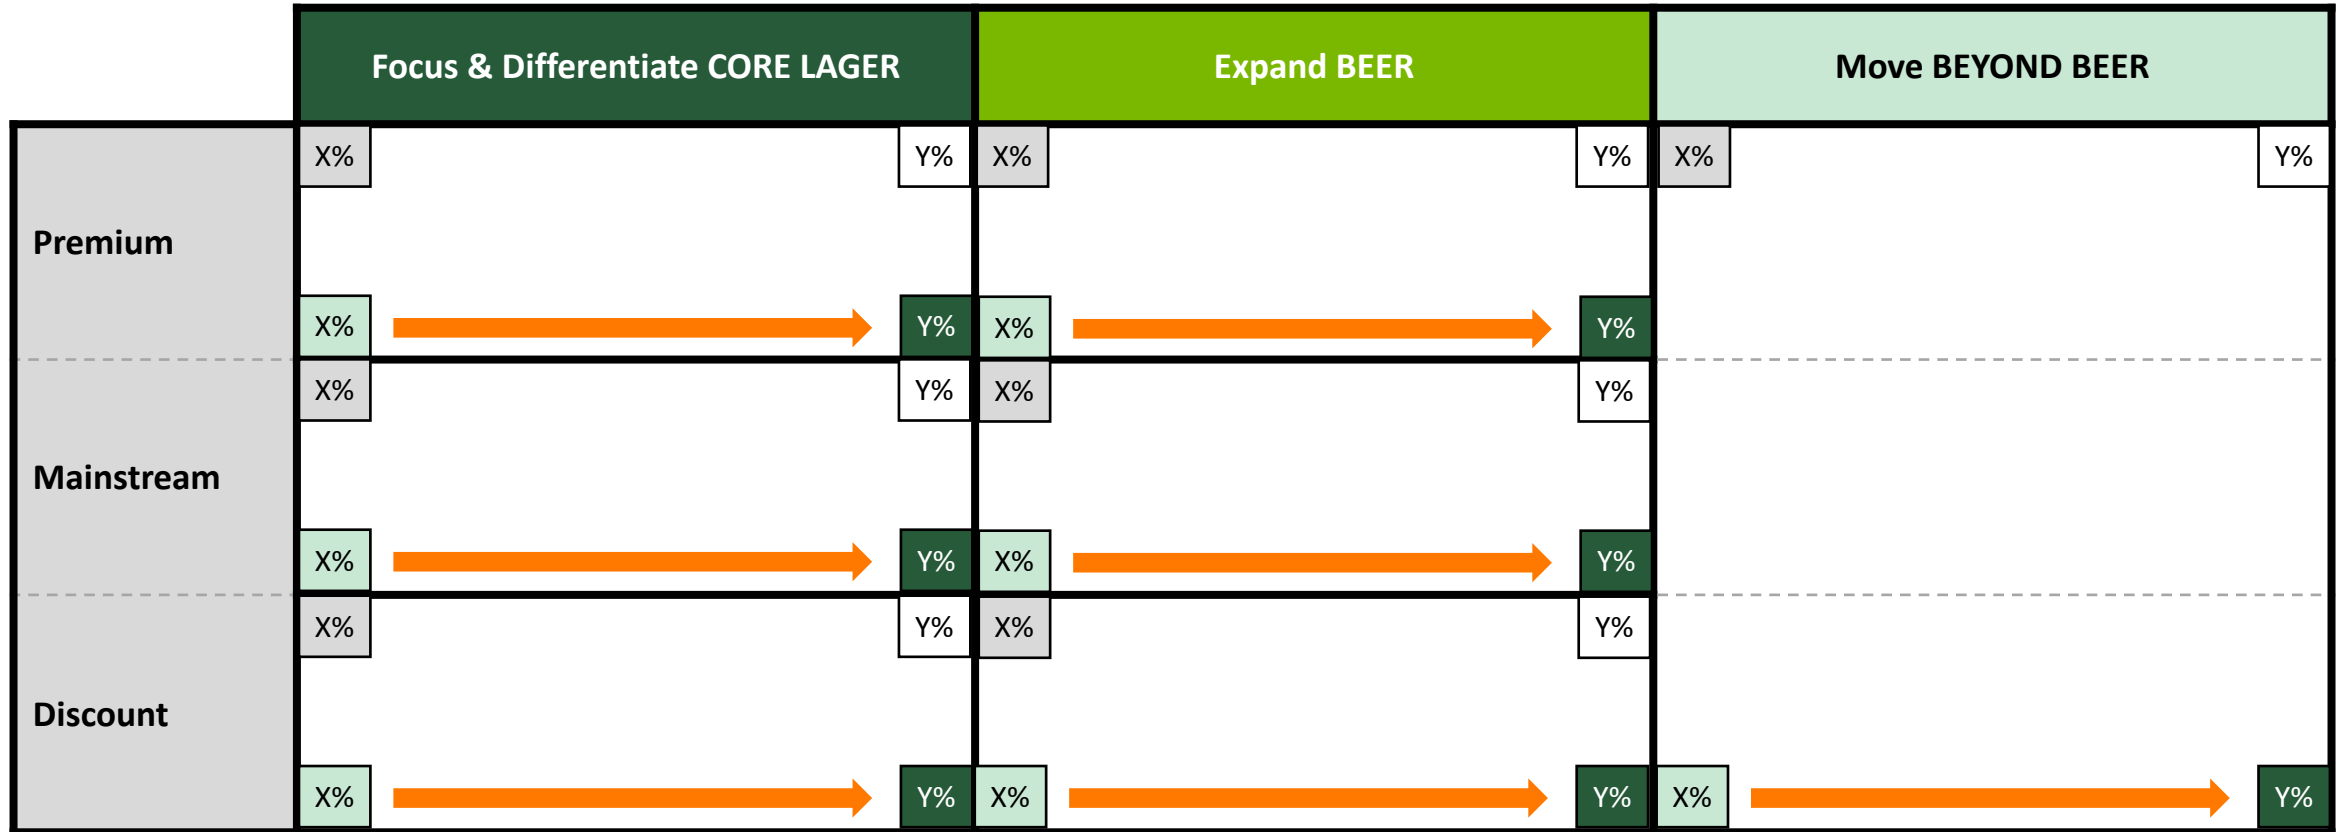 Focus & Differentiate CORE LAGER
Expand BEER
Move BEYOND BEER
Premium
X%
Y%
X%
Y%
X%
Y%
X%
Y%
X%
Y%
Mainstream
X%
Y%
X%
Y%
X%
Y%
X%
Y%
Discount
X%
Y%
X%
Y%
X%
Y%
X%
Y%
X%
Y%